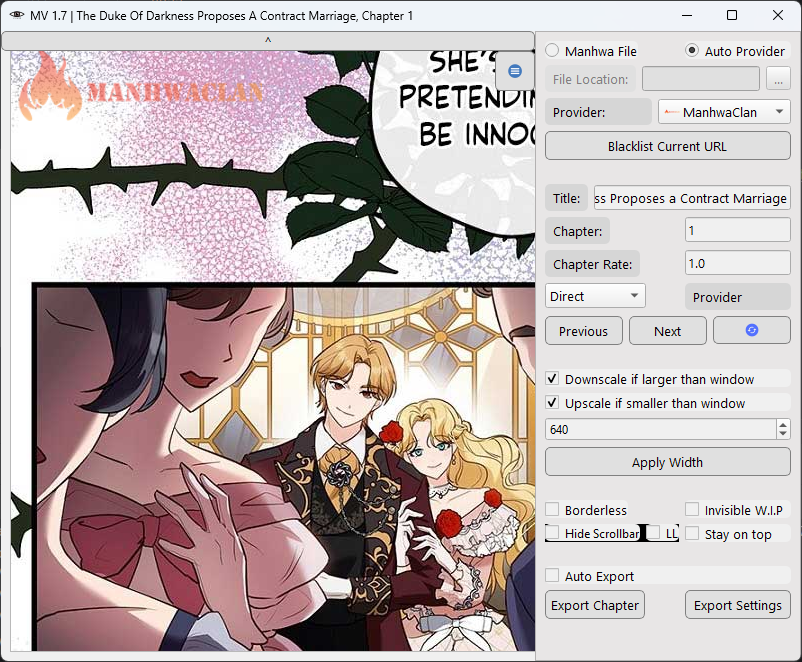 MV 1.7 | The Duke Of Darkness Proposes A Contract Marriage, Chapter 1
^
MANHWACLAN
SHE'S
PRETENDIN
BE INNOC
Manhwa File
Auto Provider
File Location:
...
Provider:
ManhwaClan
Blacklist Current URL
Title:
ss Proposes a Contract Marriage
Chapter:
1
Chapter Rate:
1.0
Direct
Provider
Previous
Next
Downscale if larger than window
Upscale if smaller than window
640
Apply Width
Borderless
Invisible W.I.P
Hide Scrollbar
LL
Stay on top
Auto Export
Export Chapter
Export Settings